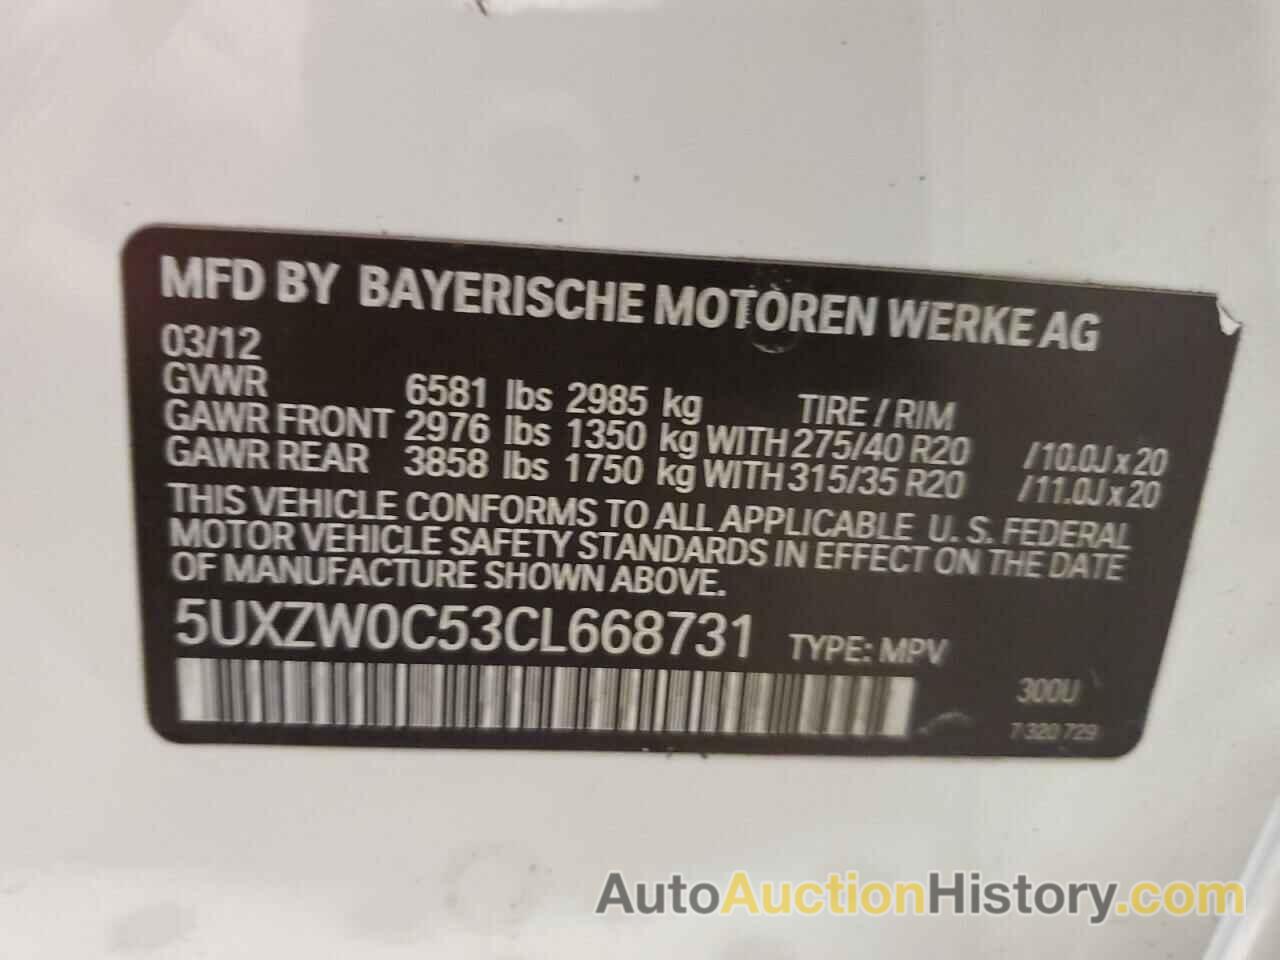 MFD BY BAYERISCHE MOTOREN WERKE AG
03/12
GVWR 6581 lbs 2985 kg TIRE / RIM
GAWR FRONT 2976 lbs 1350 kg WITH 275/40 R20 / 10.0J x 20
GAWR REAR 3858 lbs 1750 kg WITH 315/35 R20 / 11.0J x 20
THIS VEHICLE CONFORMS TO ALL APPLICABLE U. S. FEDERAL
MOTOR VEHICLE SAFETY STANDARDS IN EFFECT ON THE DATE
OF MANUFACTURE SHOWN ABOVE.
5UXZW0C53CL668731 TYPE: MPV
300U
7 320 729
AutoAuctionHistory.com